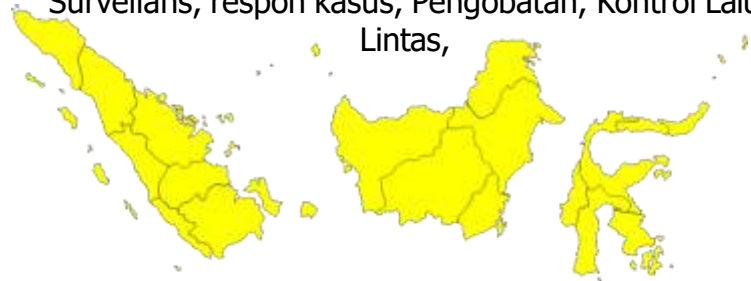 Surveilans, respon kasus, Pengobatan, Kontrol Lalu
Lintas,